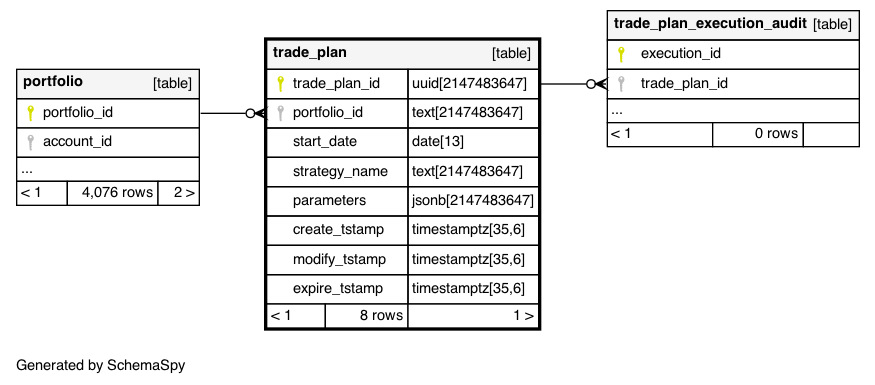 portfolio [table]
portfolio_id
account_id
...
< 1 4,076 rows 2 >
trade_plan [table]
trade_plan_id uuid[2147483647]
portfolio_id text[2147483647]
start_date date[13]
strategy_name text[2147483647]
parameters jsonb[2147483647]
create_tstamp timestamptz[35,6]
modify_tstamp timestamptz[35,6]
expire_tstamp timestamptz[35,6]
< 1 8 rows 1 >
trade_plan_execution_audit [table]
execution_id
trade_plan_id
...
< 1 0 rows
Generated by SchemaSpy